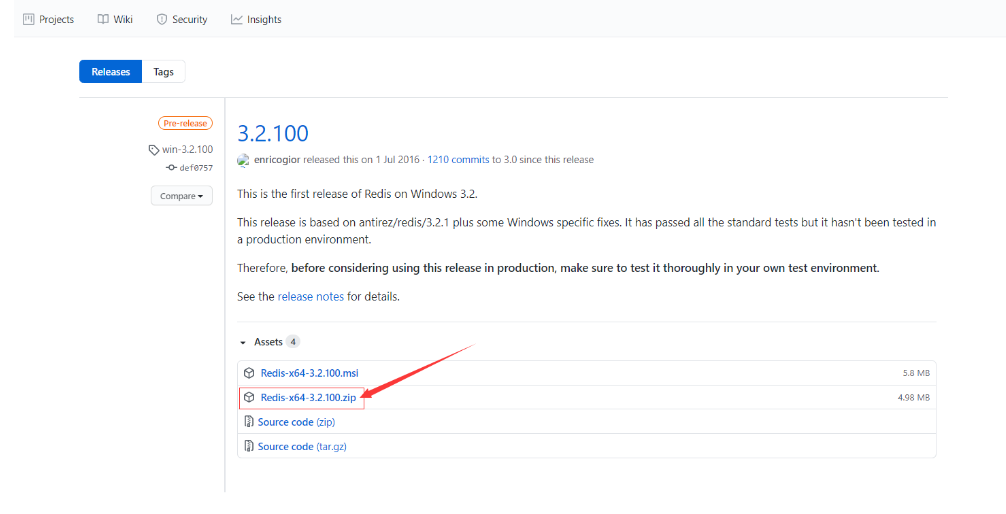 Projects Wiki Security Insights
Releases Tags
Pre-release
win-3.2.100
def0757
Compare
3.2.100
enricogior released this on 1 Jul 2016 · 1210 commits to 3.0 since this release
This is the first release of Redis on Windows 3.2.
This release is based on antirez/redis/3.2.1 plus some Windows specific fixes. It has passed all the standard tests but it hasn't been tested in
a production environment.
Therefore, before considering using this release in production, make sure to test it thoroughly in your own test environment.
See the release notes for details.
Assets 4
Redis-x64-3.2.100.msi 5.8 MB
Redis-x64-3.2.100.zip 4.98 MB
Source code (zip)
Source code (tar.gz)